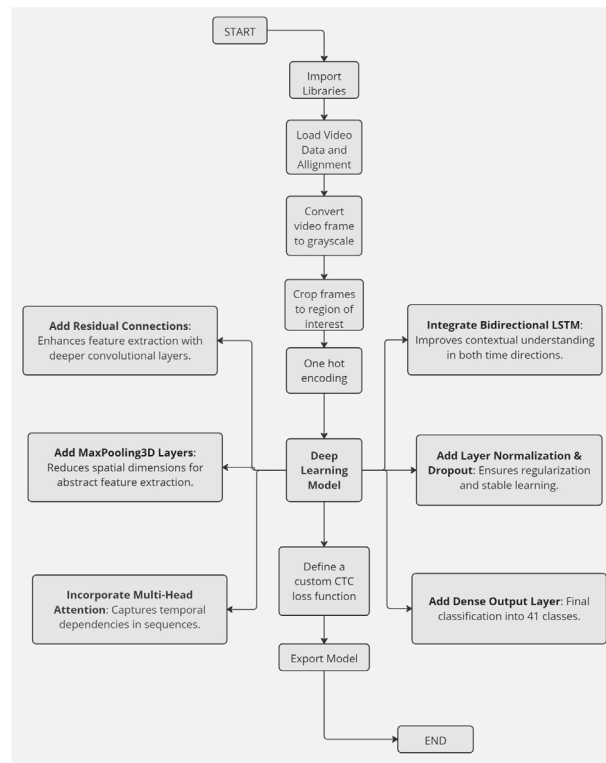 START
Import
Libraries
Load Video
Data and
Allignment
Convert
video frame
to grayscale
Crop frames
to region of
interest
One hot
encoding
Add Residual Connections:
Enhances feature extraction with
deeper convolutional layers.
Integrate Bidirectional LSTM:
Improves contextual understanding
in both time directions.
Add MaxPooling3D Layers:
Reduces spatial dimensions for
abstract feature extraction.
Deep
Learning
Model
Add Layer Normalization &
Dropout: Ensures regularization
and stable learning.
Incorporate Multi-Head
Attention: Captures temporal
dependencies in sequences.
Define a
custom CTC
loss function
Add Dense Output Layer: Final
classification into 41 classes.
Export Model
END